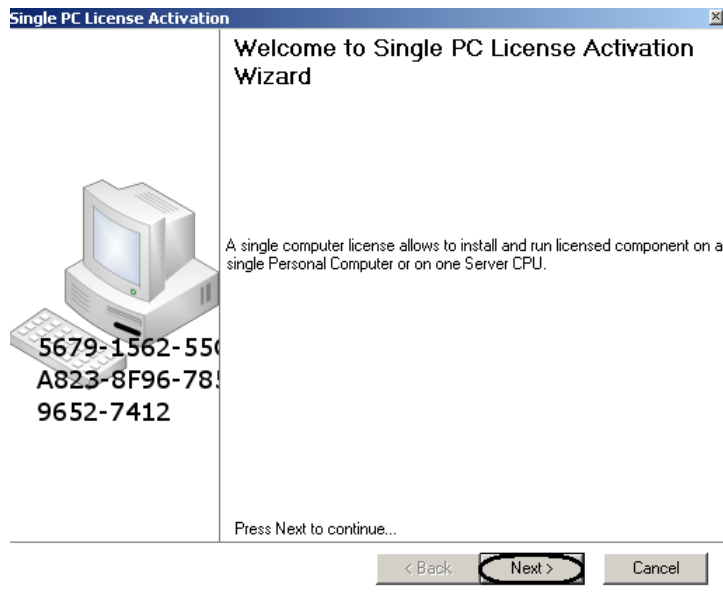 Single PC License Activation
Welcome to Single PC License Activation
Wizard
A single computer license allows to install and run licensed component on a
single Personal Computer or on one Server CPU.
5679-1562-55
A823-8F96-78
9652-7412
Press Next to continue...
< Back
Next >
Cancel